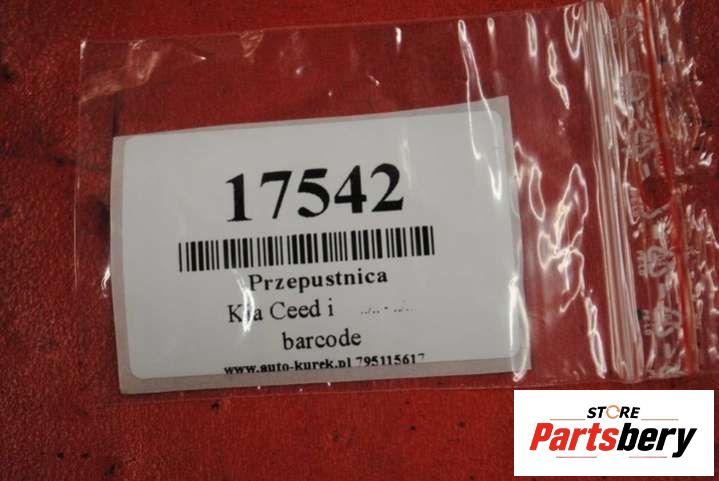 17542
Przepustnica
Kia Ceed i
barcode
www.auto-kurek.pl 795115617
STORE
Partsbery